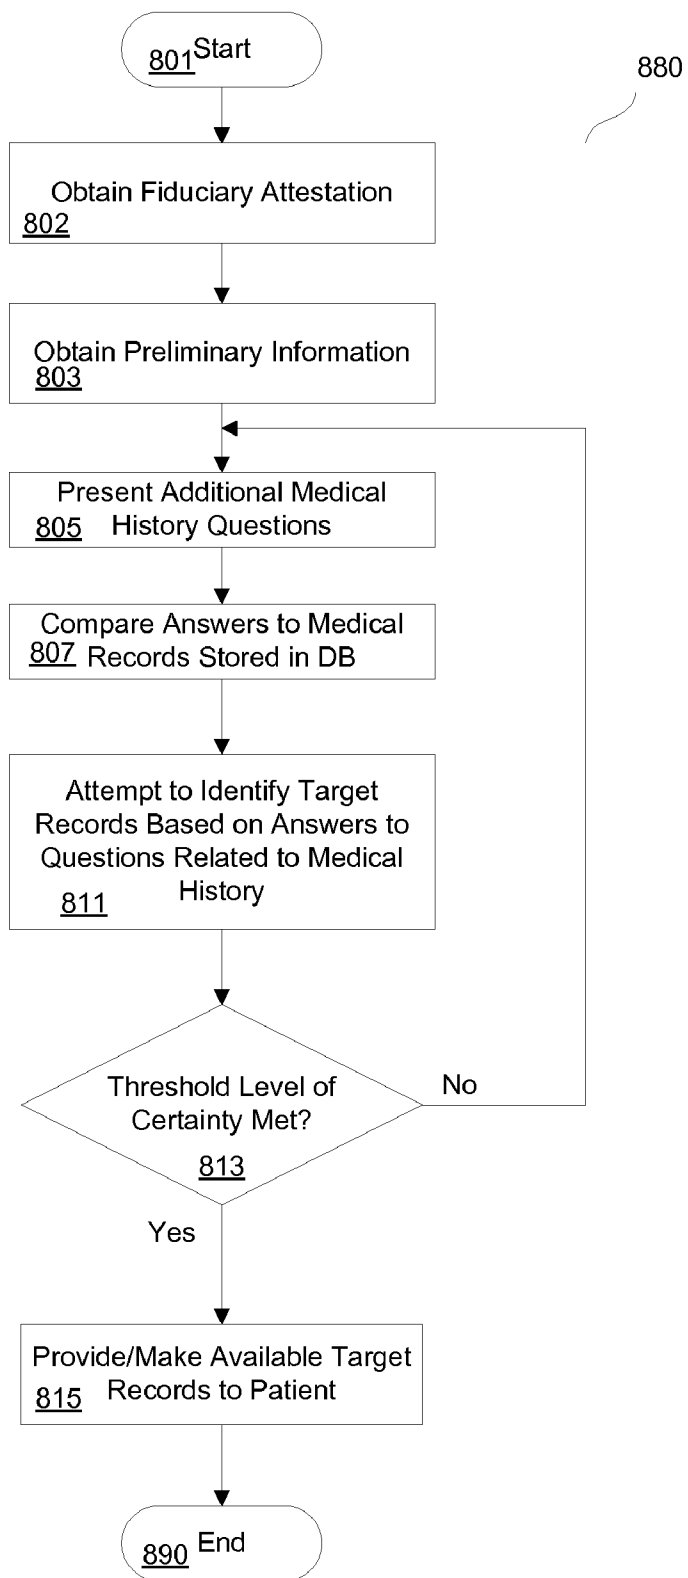 801 Start
880
Obtain Fiduciary Attestation
802
Obtain Preliminary Information
803
Present Additional Medical
805 History Questions
Compare Answers to Medical
807 Records Stored in DB
Attempt to Identify Target
Records Based on Answers to
Questions Related to Medical
History
811
Threshold Level of
Certainty Met?
813
No
Yes
Provide/Make Available Target
815 Records to Patient
890 End